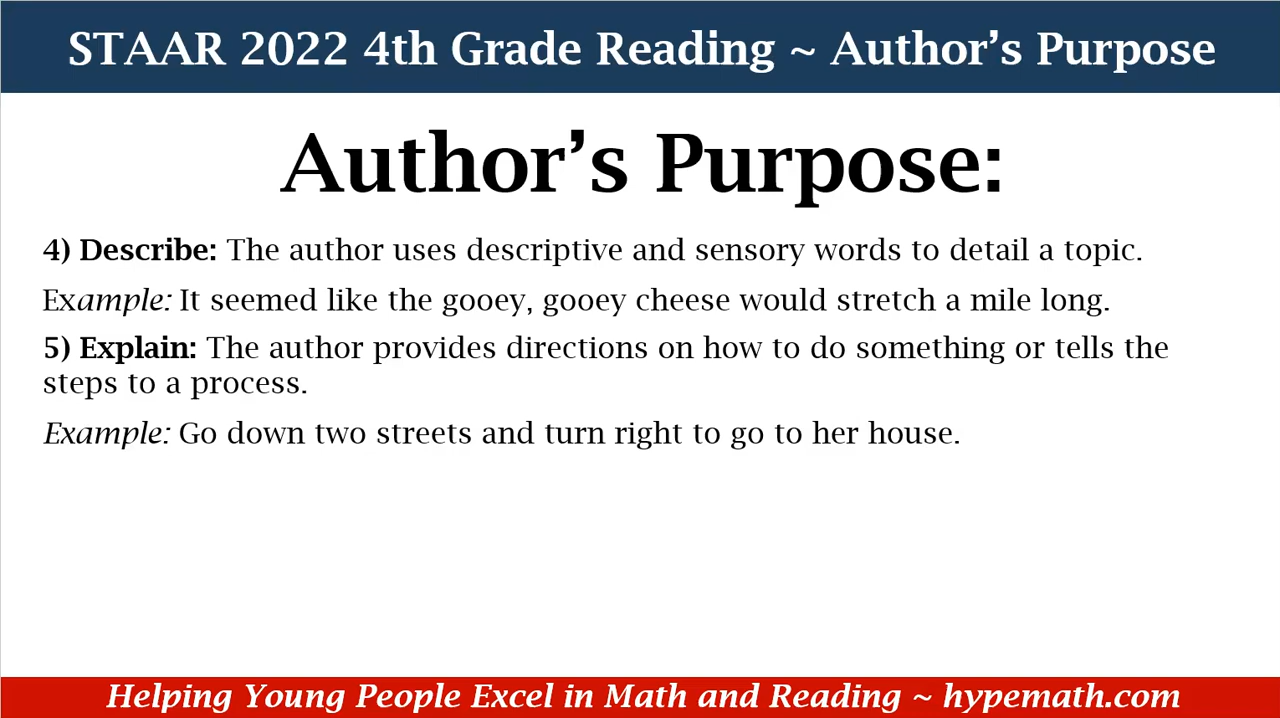 STAAR 2022 4th Grade Reading ~ Author’s Purpose
Author’s Purpose:
4) Describe: The author uses descriptive and sensory words to detail a topic.
Example: It seemed like the gooey, gooey cheese would stretch a mile long.
5) Explain: The author provides directions on how to do something or tells the
steps to a process.
Example: Go down two streets and turn right to go to her house.
Helping Young People Excel in Math and Reading ~ hypemath.com